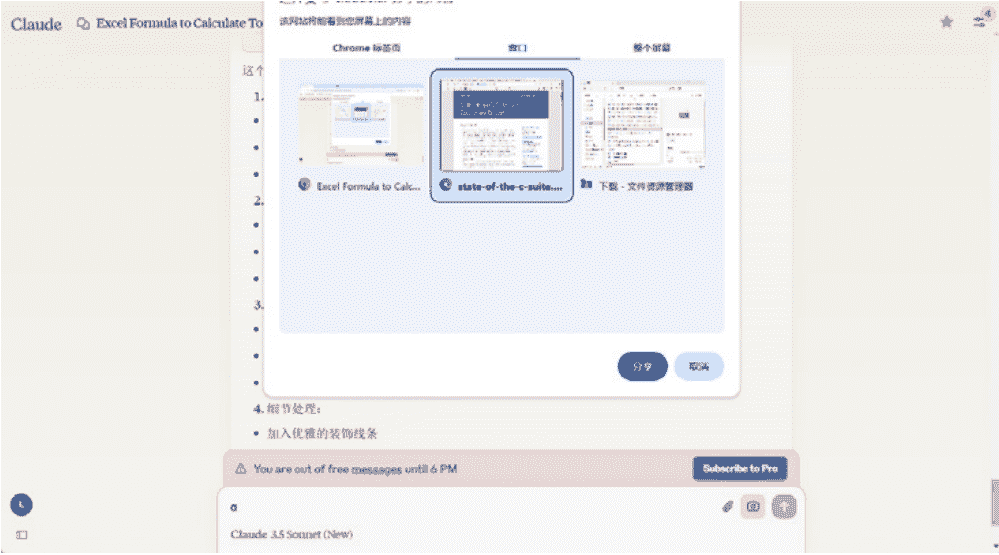 Claude
Excel Formula to Calculate To
4
该网站将能看到您屏幕上的内容
Chrome 标签页
窗口
整个屏幕
这个
1.
Excel Formula to Calc...
state-of-the-c-suite....
下载 - 文件资源管理器
2.
3.
分享
取消
4. 细节处理:
• 加入优雅的装饰线条
You are out of free messages until 6 PM
Subscribe to Pro
L
a
Claude 3.5 Sonnet (New)